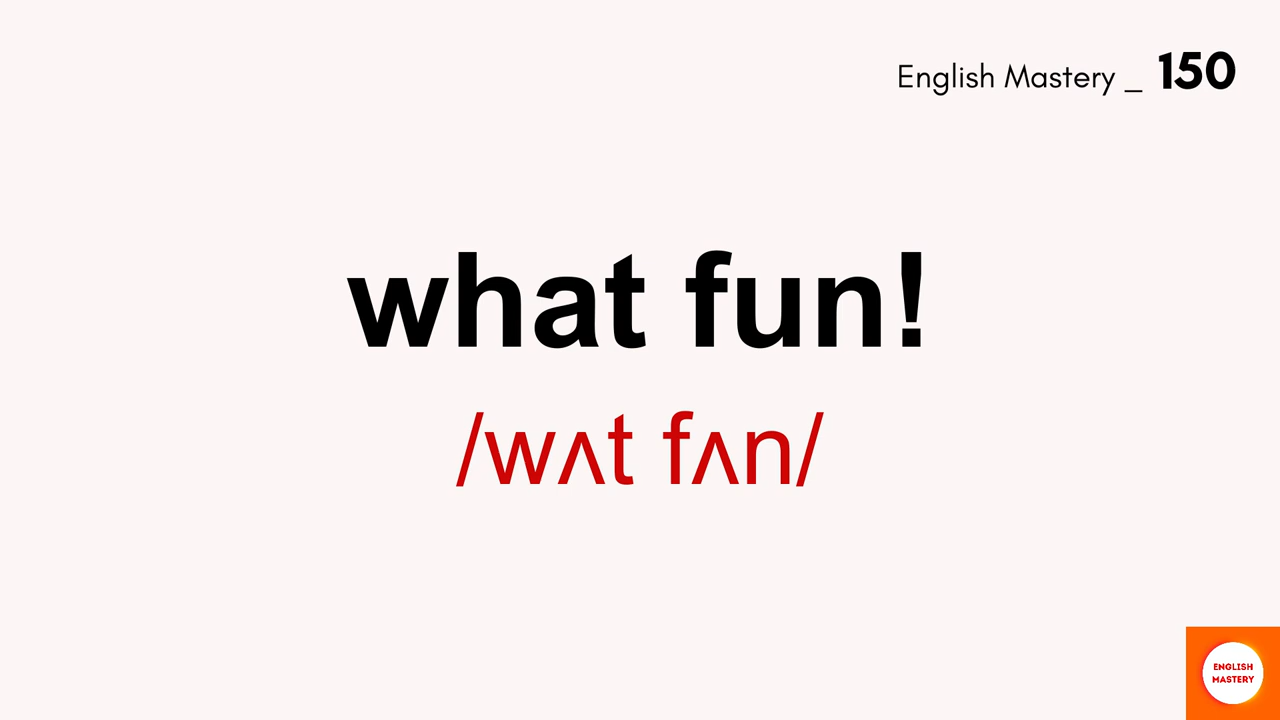 English Mastery _ 150
what fun!
/wʌt fʌn/
ENGLISH
MASTERY